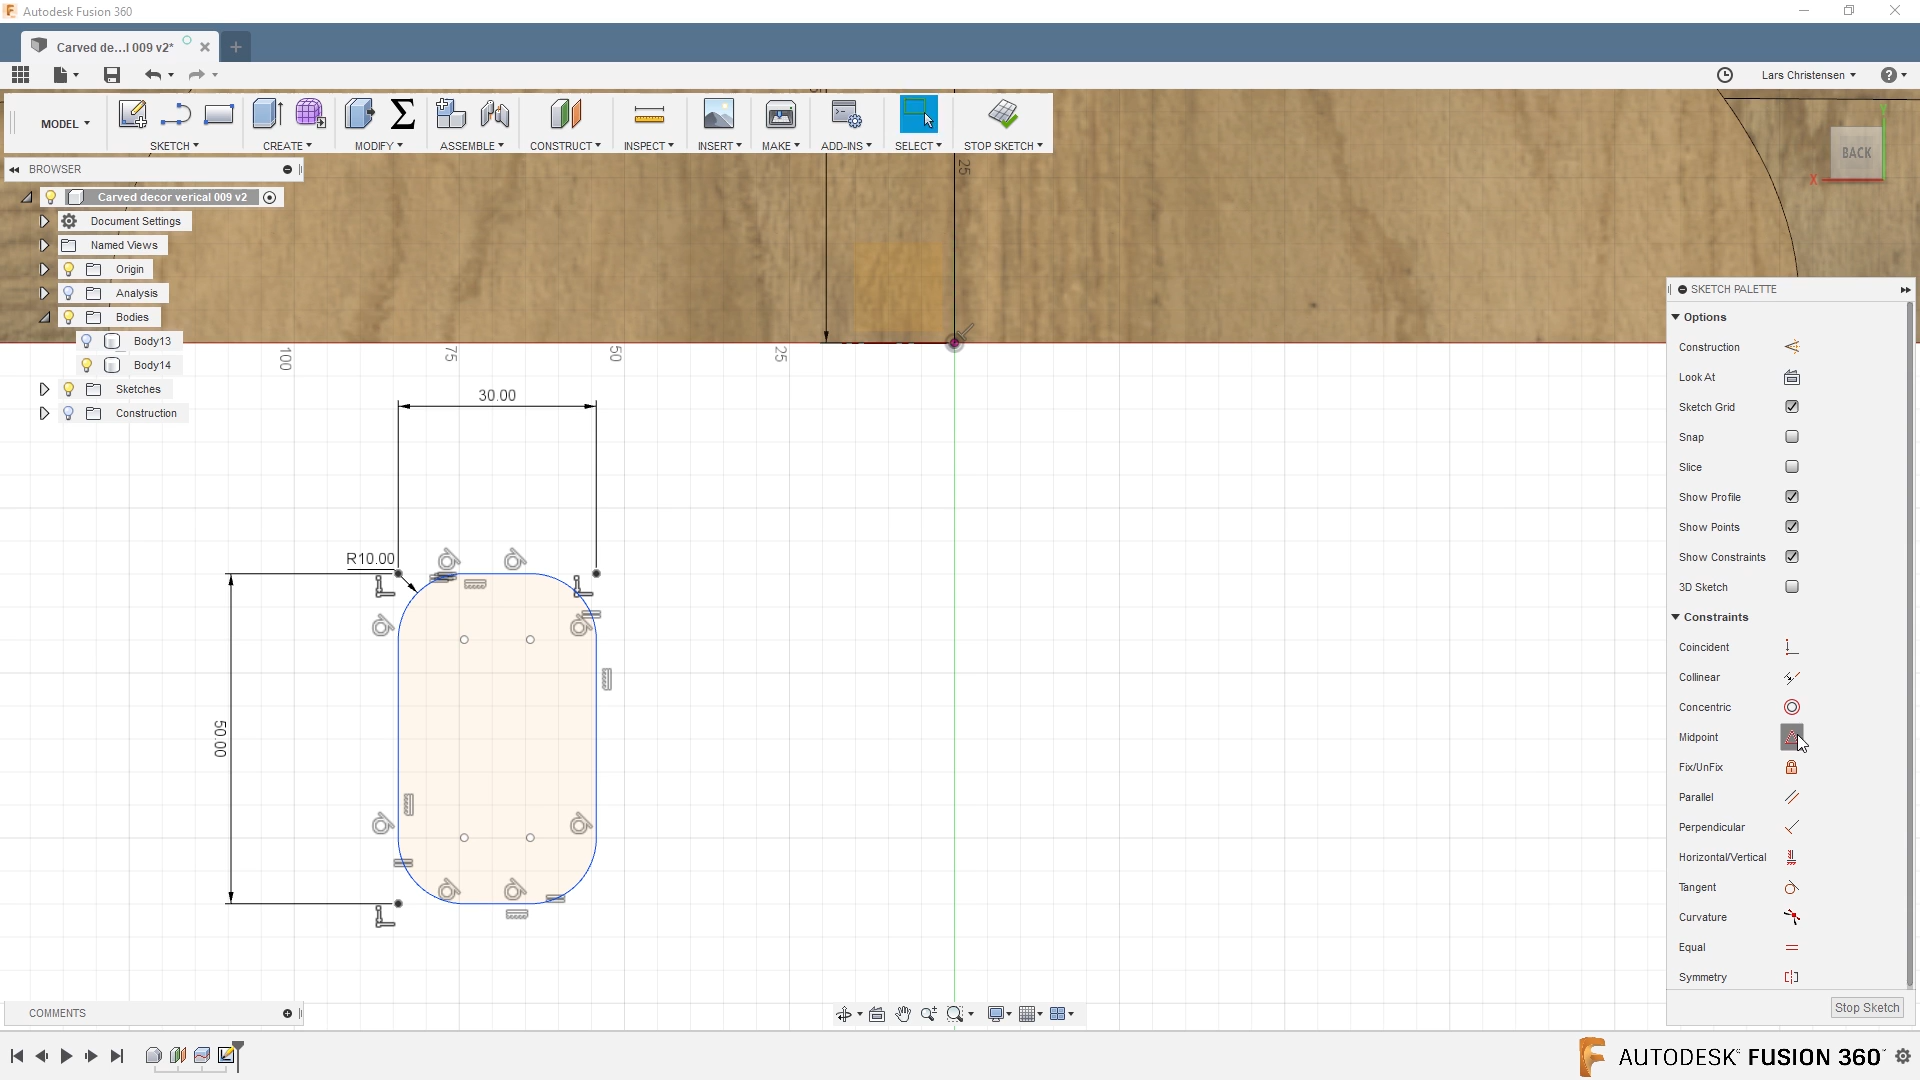 Autodesk Fusion 360
Carved de...l 009 v2*
Lars Christensen
MODEL
SKETCH
CREATE
MODIFY
ASSEMBLE
CONSTRUCT
INSPECT
INSERT
MAKE
ADD-INS
SELECT
STOP SKETCH
BROWSER
Carved decor verical 009 v2
Document Settings
Named Views
Origin
Analysis
Bodies
Body13
Body14
Sketches
Construction
BACK
X
Y
25
100
75
50
25
30.00
R10.00
50.00
SKETCH PALETTE
Options
Construction
Look At
Sketch Grid
Snap
Slice
Show Profile
Show Points
Show Constraints
3D Sketch
Constraints
Coincident
Collinear
Concentric
Midpoint
Fix/UnFix
Parallel
Perpendicular
Horizontal/Vertical
Tangent
Curvature
Equal
Symmetry
Stop Sketch
COMMENTS
AUTODESK® FUSION 360™